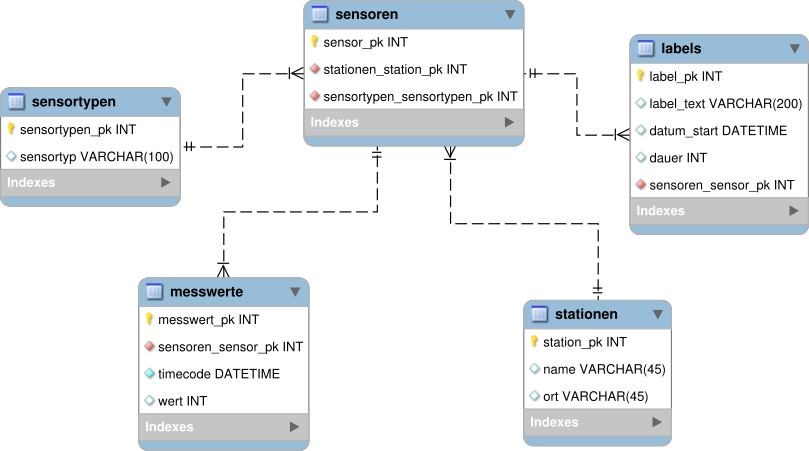 sensoren
sensor_pk INT
stationen_station_pk INT
sensortypen_sensortypen_pk INT
Indexes
labels
label_pk INT
label_text VARCHAR(200)
datum_start DATETIME
dauer INT
sensoren_sensor_pk INT
Indexes
sensortypen
sensortypen_pk INT
sensortyp VARCHAR(100)
Indexes
messwerte
messwert_pk INT
sensoren_sensor_pk INT
timecode DATETIME
wert INT
Indexes
stationen
station_pk INT
name VARCHAR(45)
ort VARCHAR(45)
Indexes